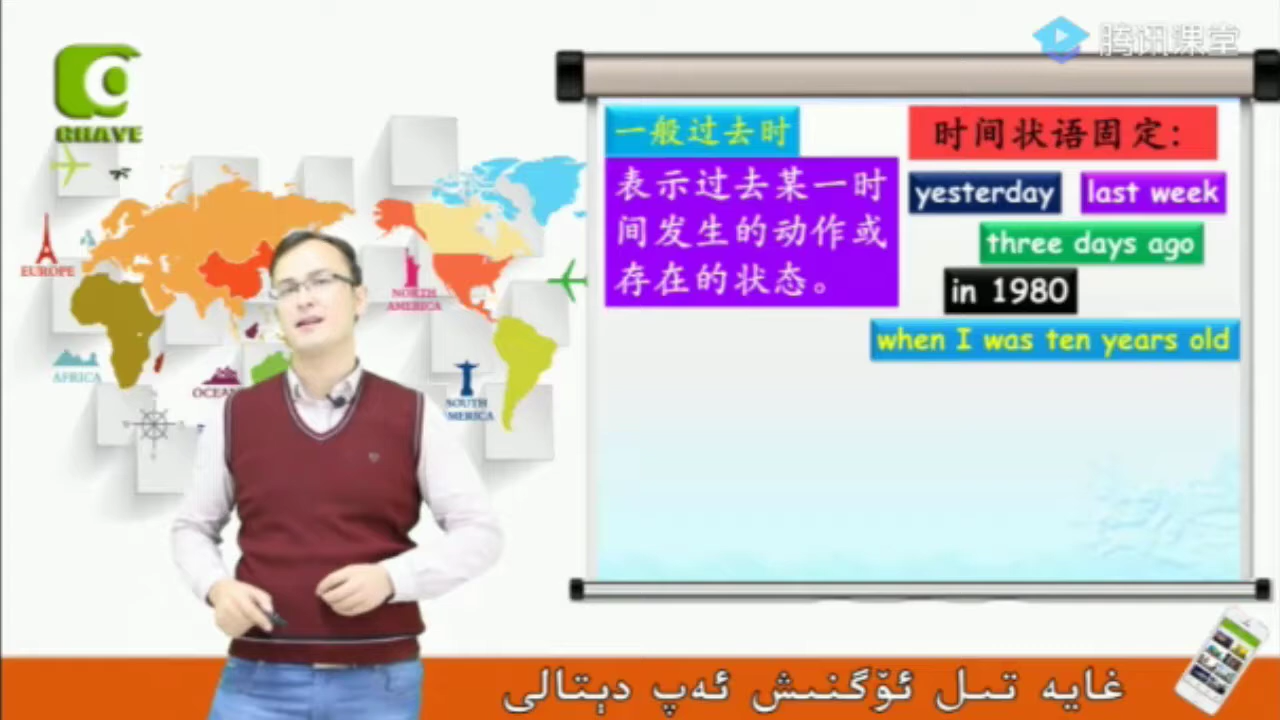 腾讯课堂
GHAYE
一般过去时
表示过去某一时
间发生的动作或
存在的状态。
时间状语固定:
yesterday
last week
three days ago
in 1980
when I was ten years old
EUROPE
NORTH
AMERICA
AFRICA
SOUTH
غايە تىل ئۆگىنىش ئەپ دېتالى